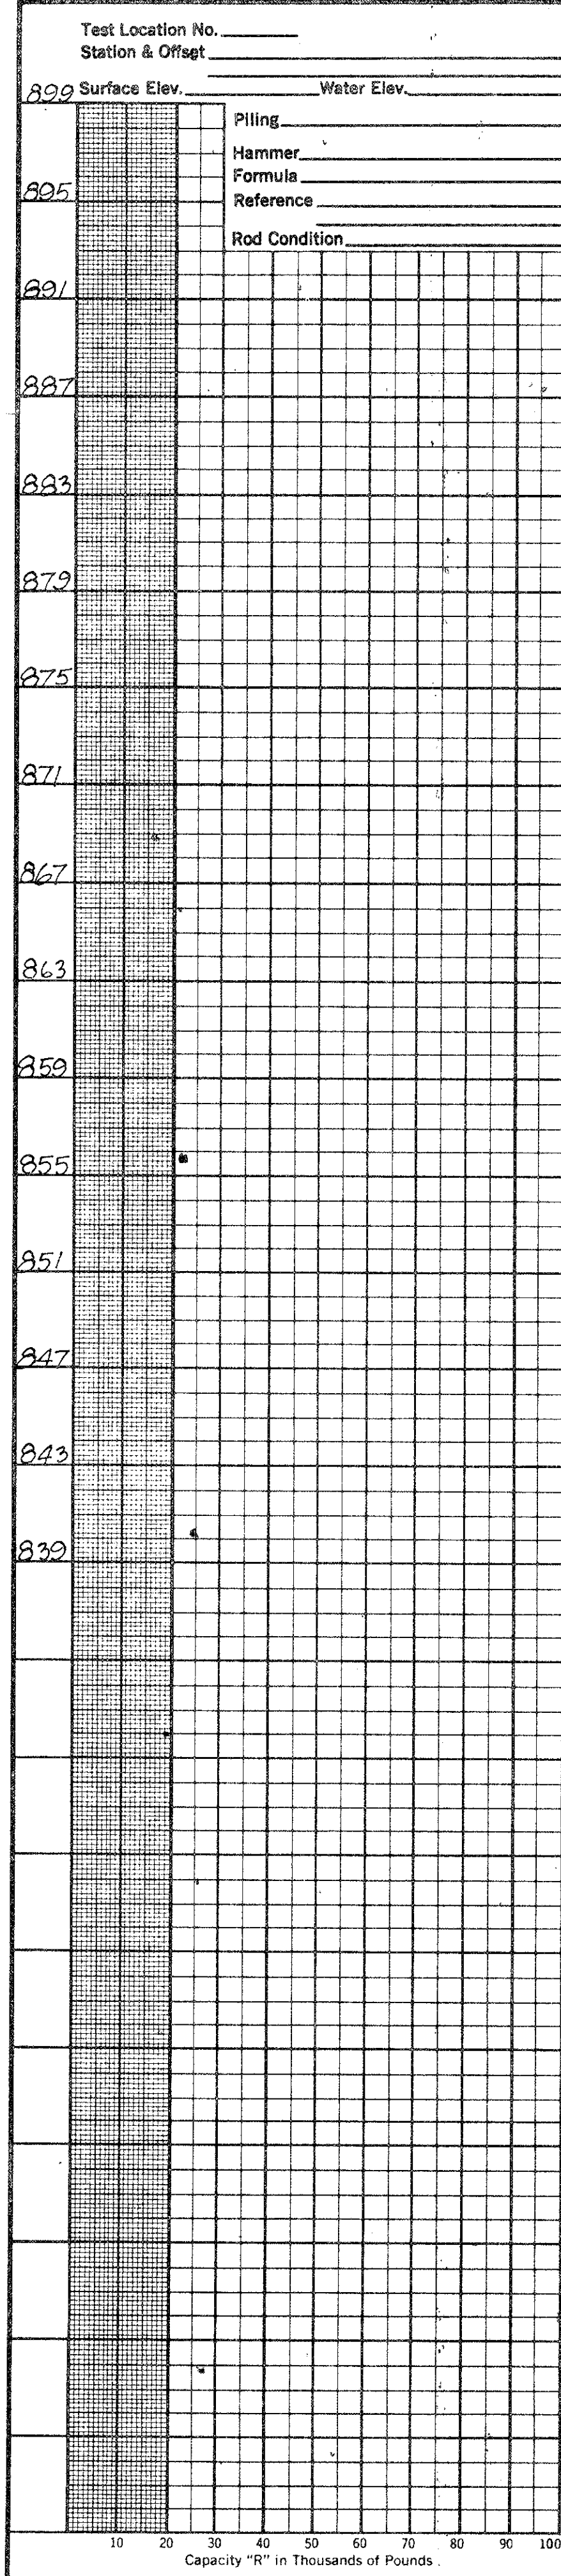 Test Location No.
Station & Offset
899 Surface Elev. Water Elev.
Piling
Hammer
Formula
895
Reference
Rod Condition
891
887
883
879
875
871
867
863
859
855
851
847
843
839
10 20 30 40 50 60 70 80 90 100
Capacity "R" in Thousands of Pounds